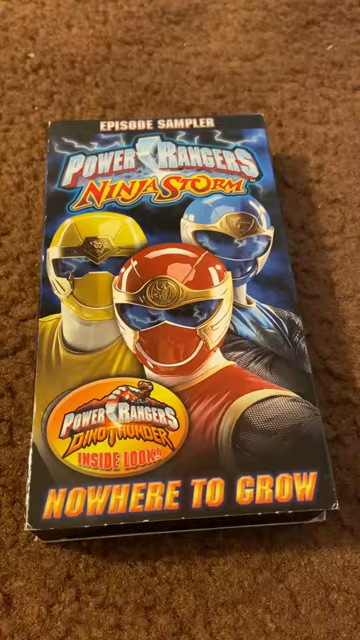 EPISODE SAMPLER
POWER RANGERS
NINJA STORM
POWER RANGERS
DINO THUNDER
INSIDE LOOK!
NOWHERE TO GROW